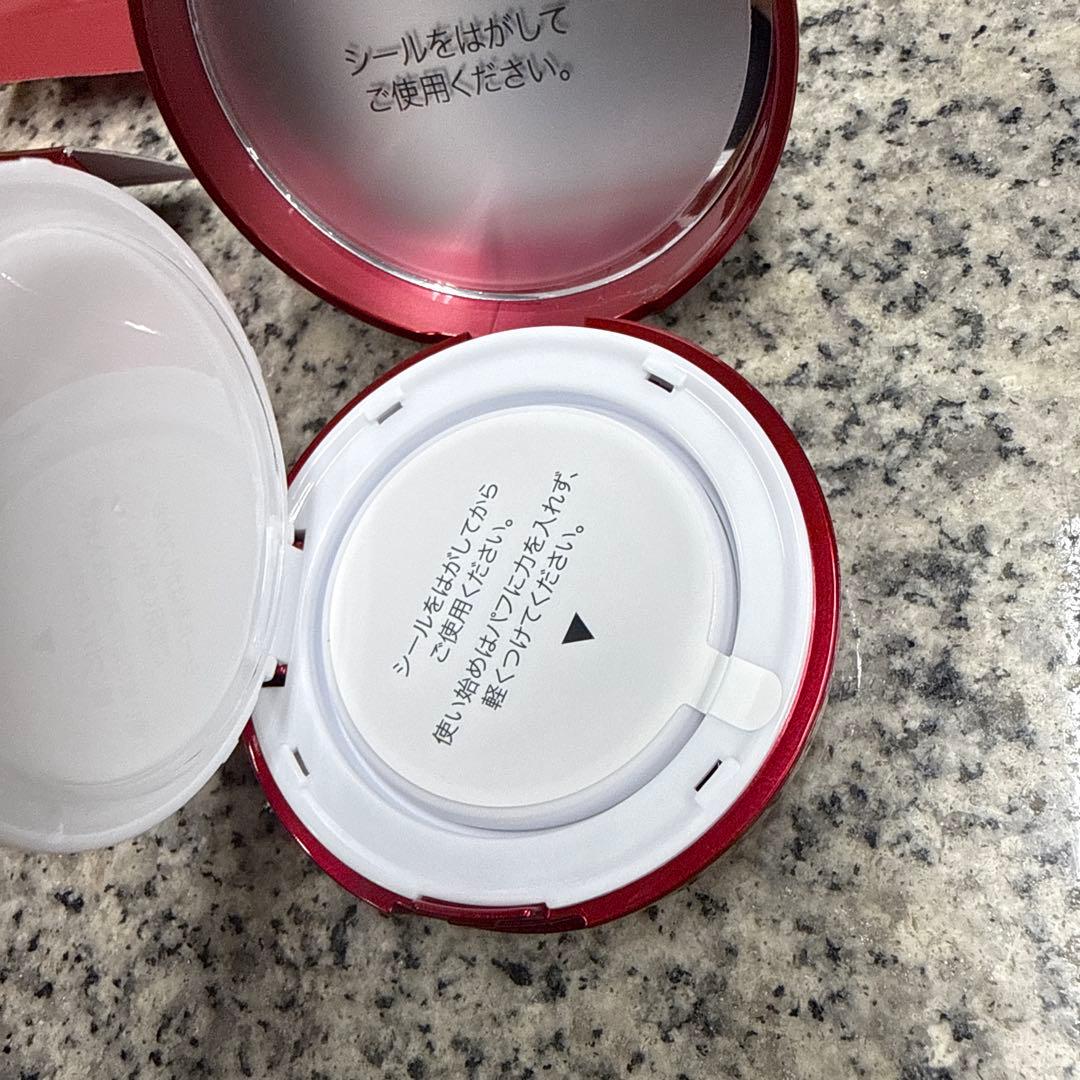 シールをはがして
ご使用ください。
シールをはがしてから
ご使用ください。
使い始めはパフに力を入れず、
軽くつけてください。